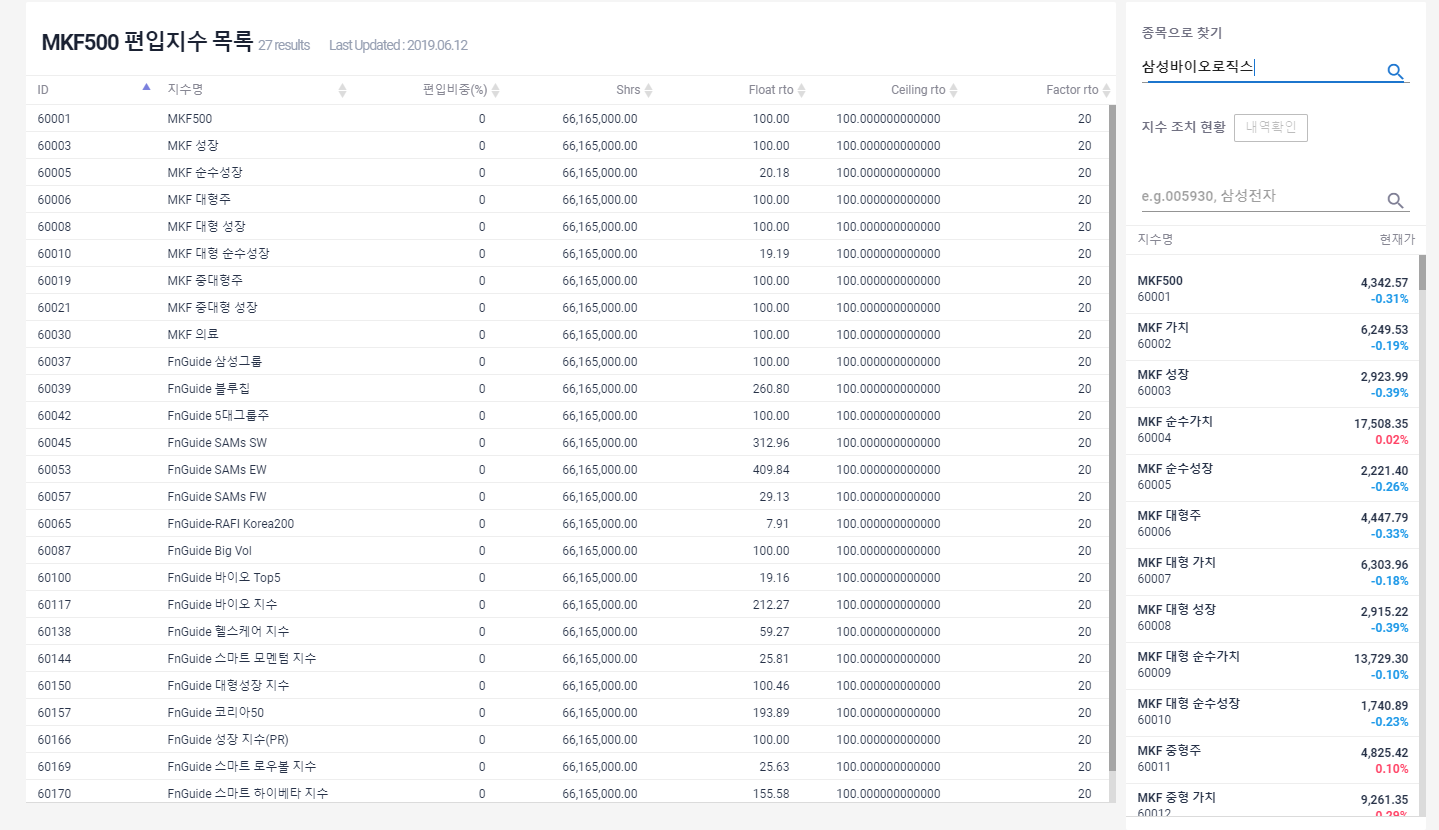 MKF500 편입지수 목록 27 results Last Updated : 2019.06.12
ID 지수명 편입비중(%) Shrs Float rto Ceiling rto Factor rto
60001 MKF500 0 66,165,000.00 100.00 100.000000000000 20
60003 MKF 성장 0 66,165,000.00 100.00 100.000000000000 20
60005 MKF 순수성장 0 66,165,000.00 20.18 100.000000000000 20
60006 MKF 대형주 0 66,165,000.00 100.00 100.000000000000 20
60008 MKF 대형 성장 0 66,165,000.00 100.00 100.000000000000 20
60010 MKF 대형 순수성장 0 66,165,000.00 19.19 100.000000000000 20
60019 MKF 중대형주 0 66,165,000.00 100.00 100.000000000000 20
60021 MKF 중대형 성장 0 66,165,000.00 100.00 100.000000000000 20
60030 MKF 의료 0 66,165,000.00 100.00 100.000000000000 20
60037 FnGuide 삼성그룹 0 66,165,000.00 100.00 100.000000000000 20
60039 FnGuide 블루칩 0 66,165,000.00 260.80 100.000000000000 20
60042 FnGuide 5대그룹주 0 66,165,000.00 100.00 100.000000000000 20
60045 FnGuide SAMs SW 0 66,165,000.00 312.96 100.000000000000 20
60053 FnGuide SAMs EW 0 66,165,000.00 409.84 100.000000000000 20
60057 FnGuide SAMs FW 0 66,165,000.00 29.13 100.000000000000 20
60065 FnGuide-RAFI Korea200 0 66,165,000.00 7.91 100.000000000000 20
60087 FnGuide Big Vol 0 66,165,000.00 100.00 100.000000000000 20
60100 FnGuide 바이오 Top5 0 66,165,000.00 19.16 100.000000000000 20
60117 FnGuide 바이오 지수 0 66,165,000.00 212.27 100.000000000000 20
60138 FnGuide 헬스케어 지수 0 66,165,000.00 59.27 100.000000000000 20
60144 FnGuide 스마트 모멘텀 지수 0 66,165,000.00 25.81 100.000000000000 20
60150 FnGuide 대형성장 지수 0 66,165,000.00 100.46 100.000000000000 20
60157 FnGuide 코리아50 0 66,165,000.00 193.89 100.000000000000 20
60166 FnGuide 성장 지수(PR) 0 66,165,000.00 100.00 100.000000000000 20
60169 FnGuide 스마트 로우볼 지수 0 66,165,000.00 25.63 100.000000000000 20
60170 FnGuide 스마트 하이베타 지수 0 66,165,000.00 155.58 100.000000000000 20
종목으로 찾기
삼성바이오로직스
지수 조치 현황 내역확인
e.g.005930, 삼성전자
지수명 현재가
MKF500 4,342.57
60001 -0.31%
MKF 가치 6,249.53
60002 -0.19%
MKF 성장 2,923.99
60003 -0.39%
MKF 순수가치 17,508.35
60004 0.02%
MKF 순수성장 2,221.40
60005 -0.26%
MKF 대형주 4,447.79
60006 -0.33%
MKF 대형 가치 6,303.96
60007 -0.18%
MKF 대형 성장 2,915.22
60008 -0.39%
MKF 대형 순수가치 13,729.30
60009 -0.10%
MKF 대형 순수성장 1,740.89
60010 -0.23%
MKF 중형주 4,825.42
60011 0.10%
MKF 중형 가치 9,261.35
60012 0.29%